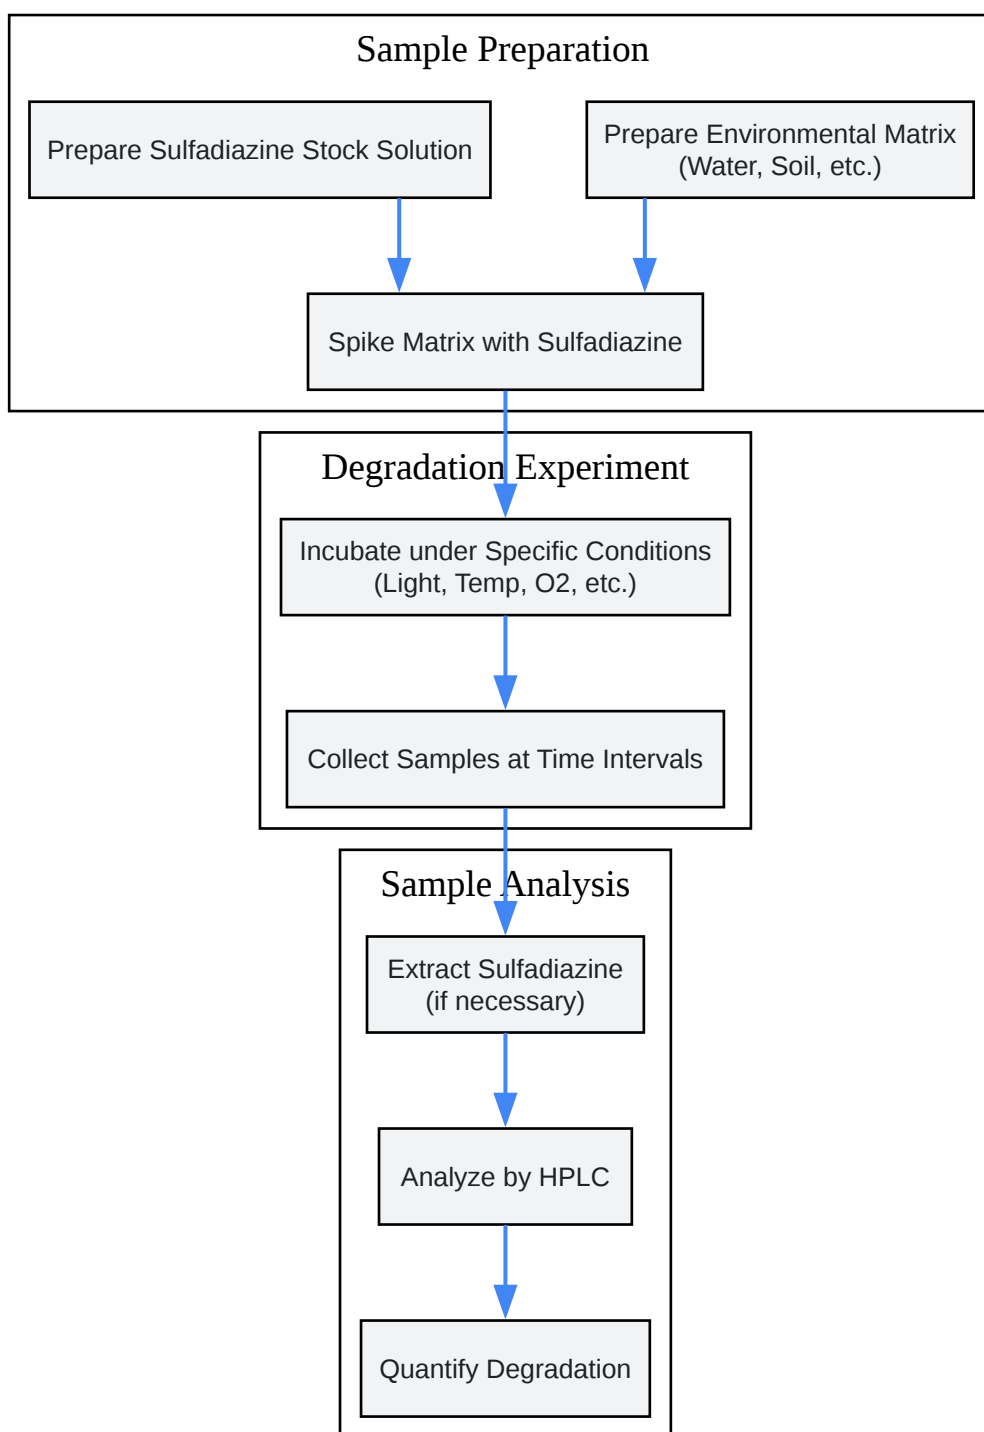 Sample Preparation
Prepare Sulfadiazine Stock Solution
Prepare Environmental Matrix
(Water, Soil, etc.)
Spike Matrix with Sulfadiazine
Degradation Experiment
Incubate under Specific Conditions
(Light, Temp, O2, etc.)
Collect Samples at Time Intervals
Sample Analysis
Extract Sulfadiazine
(if necessary)
Analyze by HPLC
Quantify Degradation